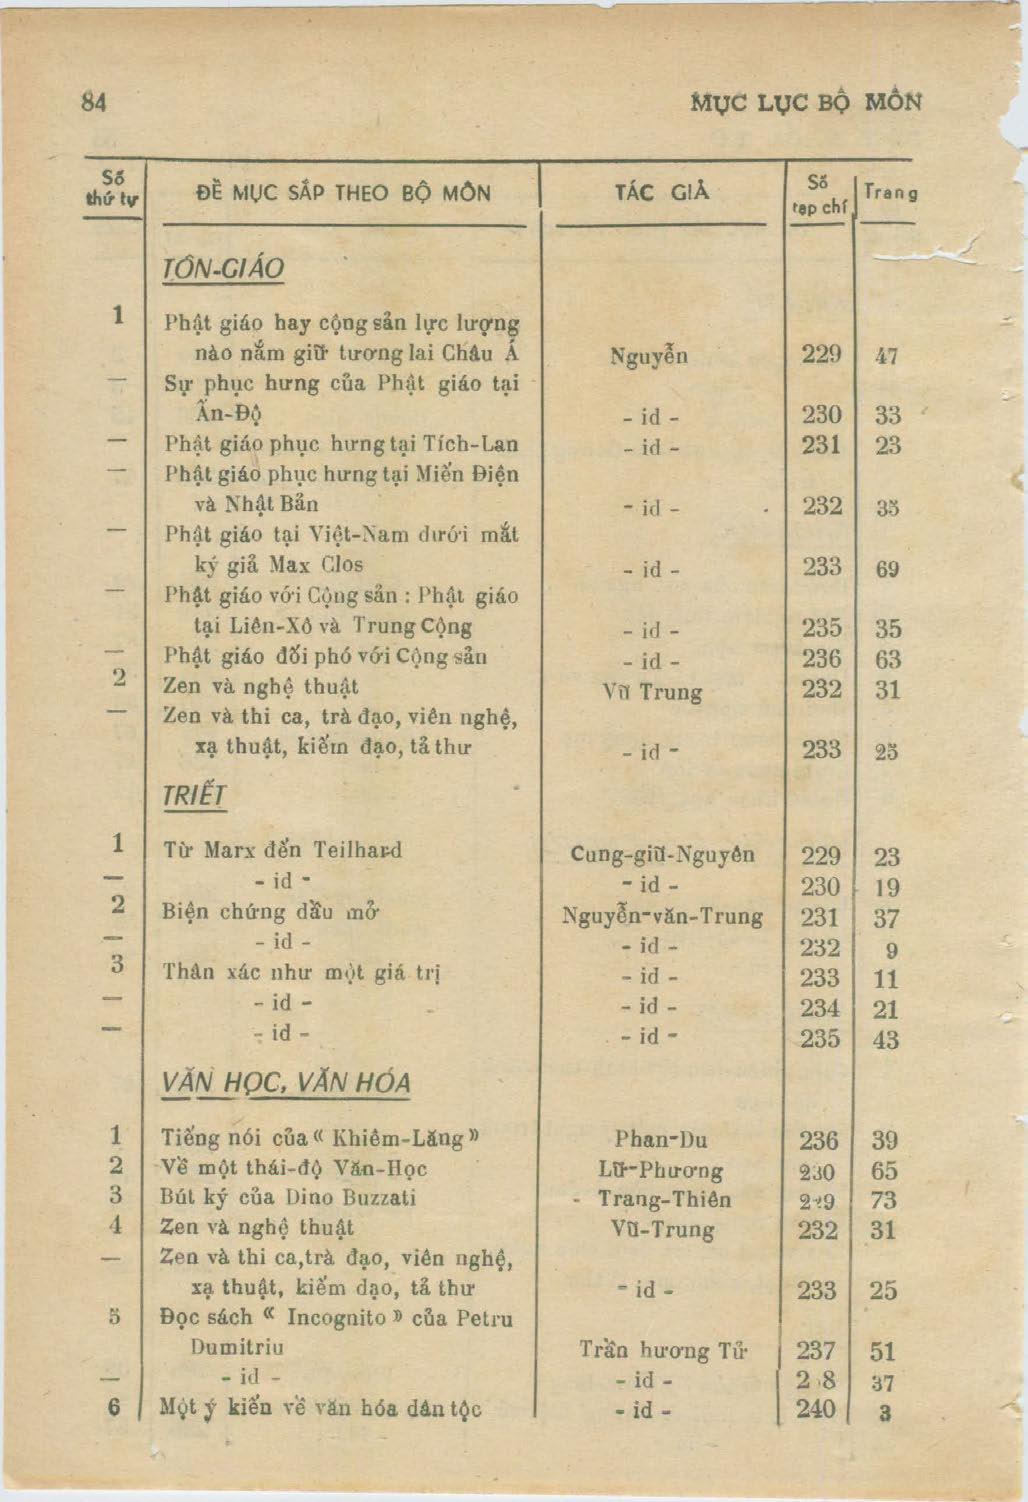 84 MỤC LỤC BỘ MÔN
Số thứ tự ĐỀ MỤC SẮP THEO BỘ MÔN TÁC GIẢ Số tạp chí Trang
TÔN-GIÁO
1 Phật giáo hay cộng sản lực lượng
nào nắm giữ tương lai Châu Á Nguyễn 229 47
— Sự phục hưng của Phật giáo tại
Ấn-Độ - id - 230 33
— Phật giáo phục hưng tại Tích-Lan - id - 231 23
— Phật giáo phục hưng tại Miến Điện
và Nhật Bản - id - 232 35
— Phật giáo tại Việt-Nam dưới mắt
ký giả Max Clos - id - 233 69
— Phật giáo với Cộng sản : Phật giáo
tại Liên-Xô và Trung Cộng - id - 235 35
— Phật giáo đối phó với Cộng sản - id - 236 63
2 Zen và nghệ thuật Vũ Trung 232 31
— Zen và thi ca, trà đạo, viên nghệ,
xạ thuật, kiếm đạo, tả thư - id - 233 25
TRIẾT
1 Từ Marx đến Teilhard Cung-giũ-Nguyên 229 23
— - id - - id - 230 19
2 Biện chứng dầu mở Nguyễn-văn-Trung 231 37
— - id - - id - 232 9
3 Thân xác như một giá trị - id - 233 11
— - id - - id - 234 21
— - id - - id - 235 43
VĂN HỌC, VĂN HÓA
1 Tiếng nói của « Khiêm-Lăng » Phan-Du 236 39
2 Về một thái-độ Văn-Học Lữ-Phương 230 65
3 Bút ký của Dino Buzzati - Trang-Thiên 229 73
4 Zen và nghệ thuật Vũ-Trung 232 31
— Zen và thi ca,trà đạo, viên nghệ,
xạ thuật, kiếm dạo, tả thư - id - 233 25
5 Đọc sách « Incognito » của Petru
Dumitriu Trần hương Tử 237 51
— - id - - id - 37
6 Một ý kiến về văn hóa dân tộc - id - 240 3